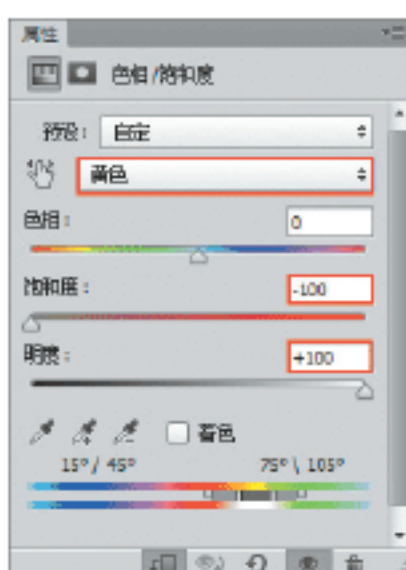 属性
色相/饱和度
预设： 自定
黄色
色相： 0
饱和度： -100
明度： +100
着色
15°/ 45° 75°\ 105°